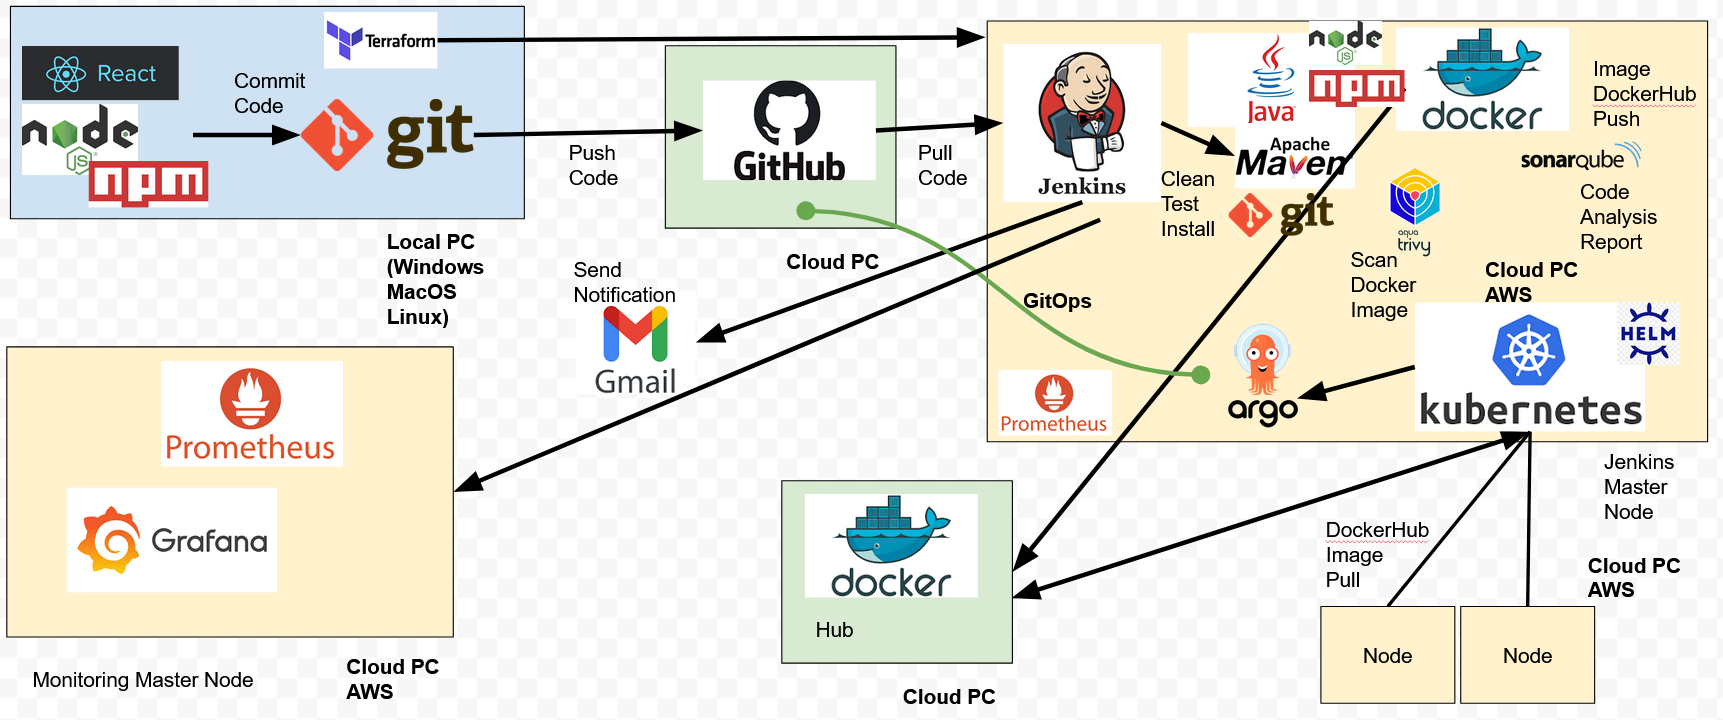 Terraform
React
Commit
Code
node
JS
npm
git
Push
Code
Local PC
(Windows
MacOS
Linux)
GitHub
Pull
Code
Cloud PC
Send
Notification
Gmail
GitOps
Jenkins
Clean
Test
Install
Java
node
JS
npm
Apache
Maven
git
docker
Image
DockerHub
Push
sonarqube
Code
Analysis
Report
aqua
trivy
Scan
Docker
Image
Cloud PC
AWS
HELM
kubernetes
argo
Prometheus
Jenkins
Master
Node
Prometheus
Grafana
Monitoring Master Node
Cloud PC
AWS
docker
Hub
Cloud PC
DockerHub
Image
Pull
Cloud PC
AWS
Node
Node